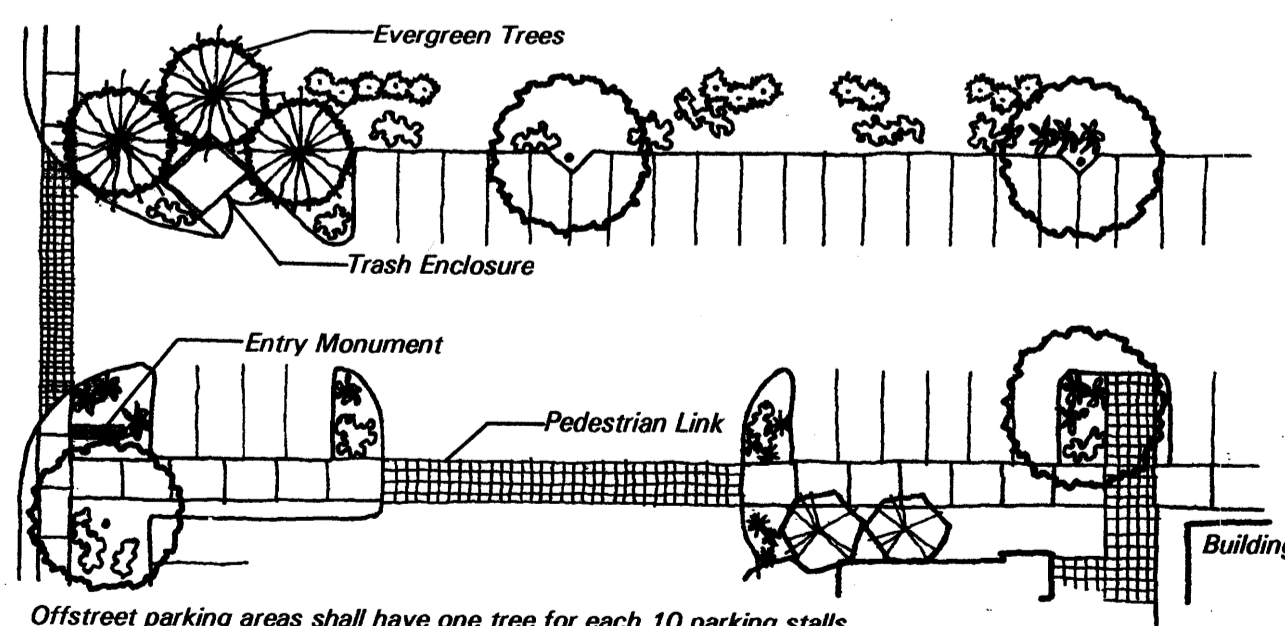 Evergreen Trees
Trash Enclosure
Entry Monument
Pedestrian Link
Building
Offstreet parking areas shall have one tree for each 10 parking stalls